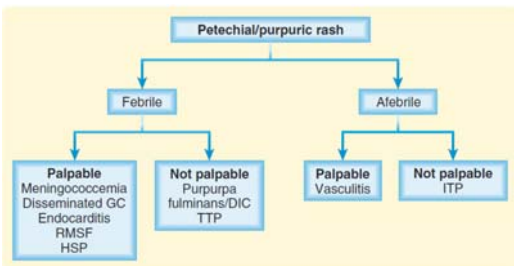 Petechial/purpuric rash
Febrile
Afebrile
Palpable
Meningococcemia
Disseminated GC
Endocarditis
RMSF
HSP
Not palpable
Purpurpa
fulminans/DIC
TTP
Palpable
Vasculitis
Not palpable
ITP